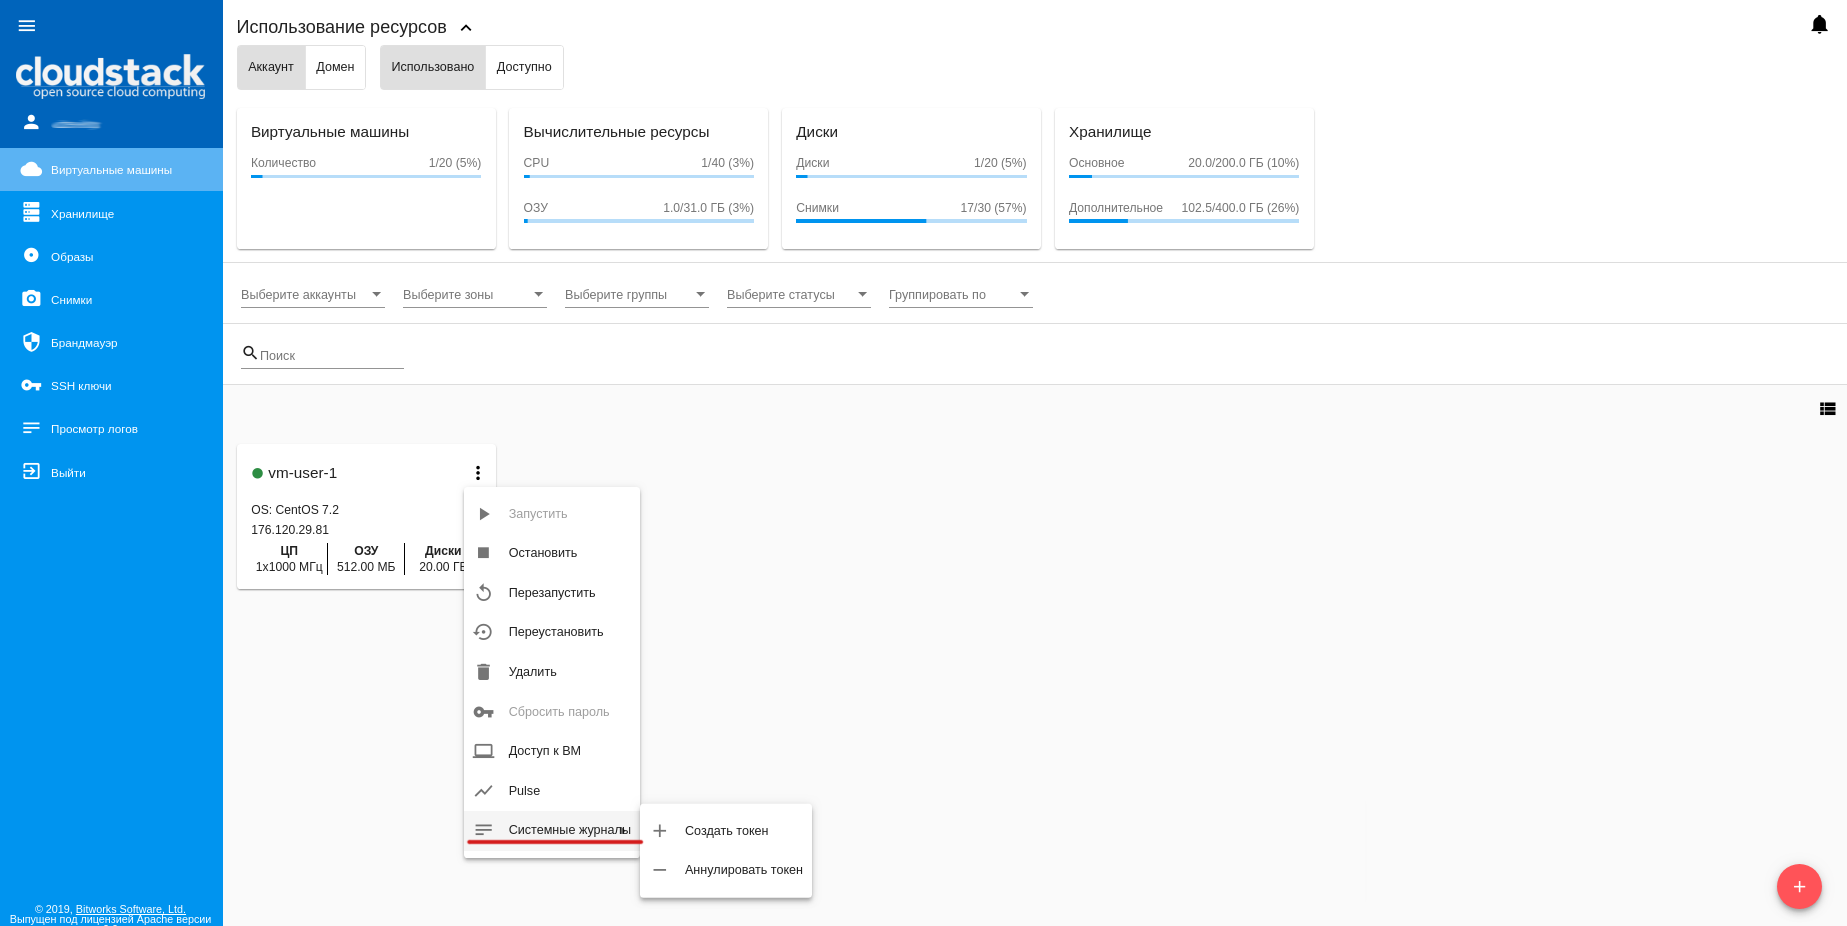 Использование ресурсов
cloudstack
open source cloud computing
Аккаунт Домен Использовано Доступно
Виртуальные машины
Хранилище
Образы
Снимки
Брандмауэр
SSH ключи
Просмотр логов
Выйти
© 2019, Bitworks Software, Ltd.
Выпущен под лицензией Apache версии
Виртуальные машины
Количество 1/20 (5%)
Вычислительные ресурсы
CPU 1/40 (3%)
ОЗУ 1.0/31.0 ГБ (3%)
Диски
Диски 1/20 (5%)
Снимки 17/30 (57%)
Хранилище
Основное 20.0/200.0 ГБ (10%)
Дополнительное 102.5/400.0 ГБ (26%)
Выберите аккаунты Выберите зоны Выберите группы Выберите статусы Группировать по
Поиск
vm-user-1
OS: CentOS 7.2
176.120.29.81
ЦП ОЗУ Диски
1x1000 МГц 512.00 МБ 20.00 ГБ
Запустить
Остановить
Перезапустить
Переустановить
Удалить
Сбросить пароль
Доступ к ВМ
Pulse
Системные журналы
Создать токен
Аннулировать токен